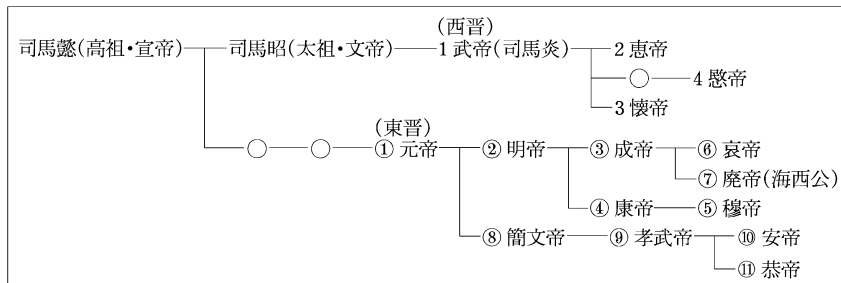 (西晋)
司馬懿(高祖・宣帝) 司馬昭(太祖・文帝) 1 武帝(司馬炎) 2 恵帝
○ 4 愍帝
3 懐帝
(東晋)
○ ○ ① 元帝 ② 明帝 ③ 成帝 ⑥ 哀帝
⑦ 廃帝(海西公)
④ 康帝 ⑤ 穆帝
⑧ 簡文帝 ⑨ 孝武帝 ⑩ 安帝
⑪ 恭帝